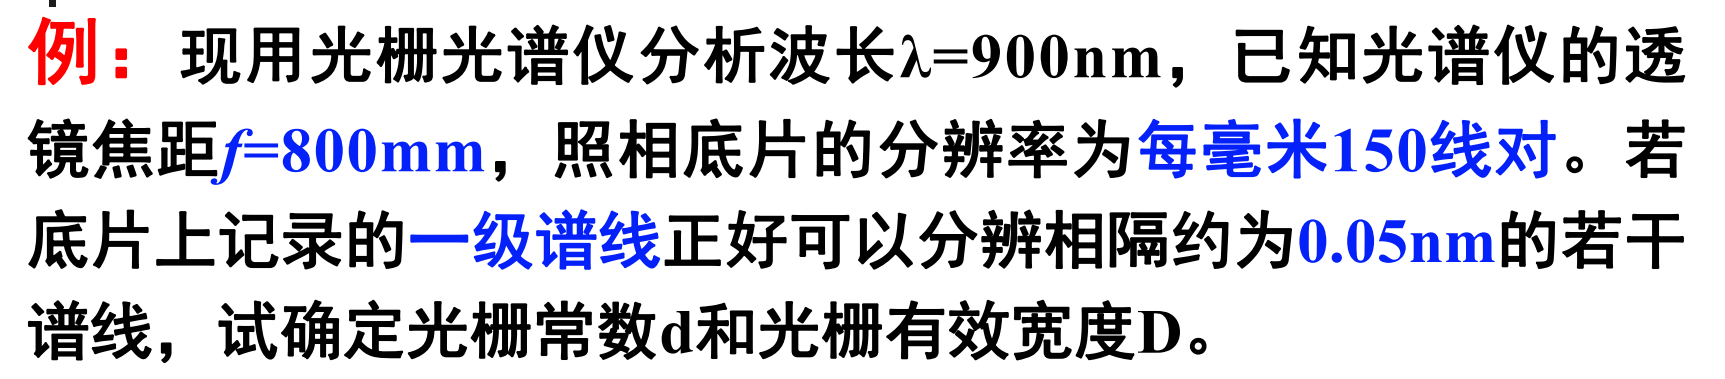 例：现用光栅光谱仪分析波长λ=900nm，已知光谱仪的透
镜焦距f=800mm，照相底片的分辨率为每毫米150线对。若
底片上记录的一级谱线正好可以分辨相隔约为0.05nm的若干
谱线，试确定光栅常数d和光栅有效宽度D。